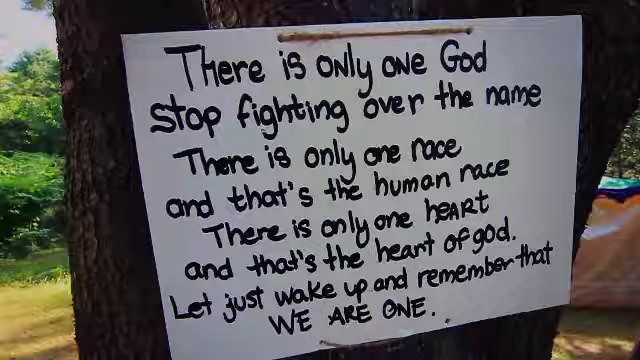 There is only one God
stop fighting over the name
There is only one race
and that's the human race
There is only one heart
and that's the heart of god.
Let just wake up and remember that
WE ARE ONE.